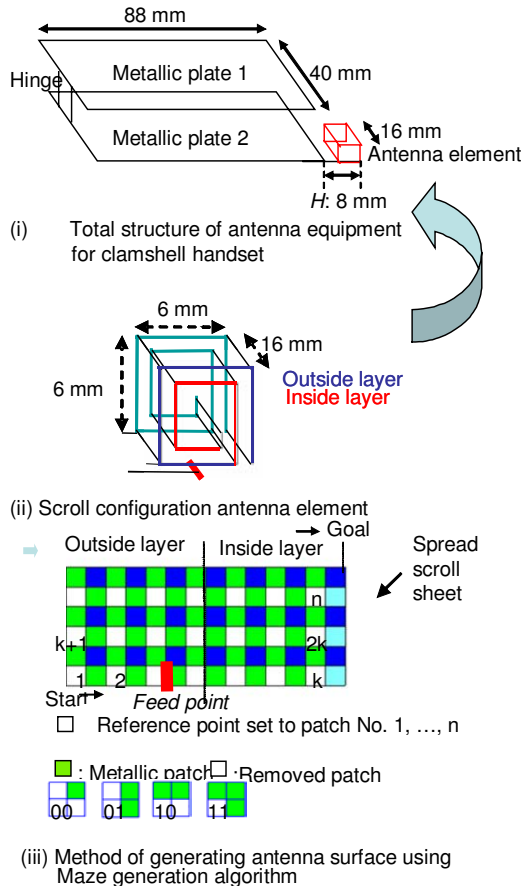 88 mm
40 mm
Metallic plate 1
Hinge
Metallic plate 2
16 mm
Antenna element
H: 8 mm
(i) Total structure of antenna equipment
for clamshell handset
6 mm
16 mm
6 mm
Outside layer
Inside layer
(ii) Scroll configuration antenna element
Goal
Outside layer Inside layer
Spread
scroll
sheet
n
k+1 2k
1 2 k
Start Feed point
Reference point set to patch No. 1, …, n
: Metallic patch :Removed patch
00 01 10 11
(iii) Method of generating antenna surface using
Maze generation algorithm